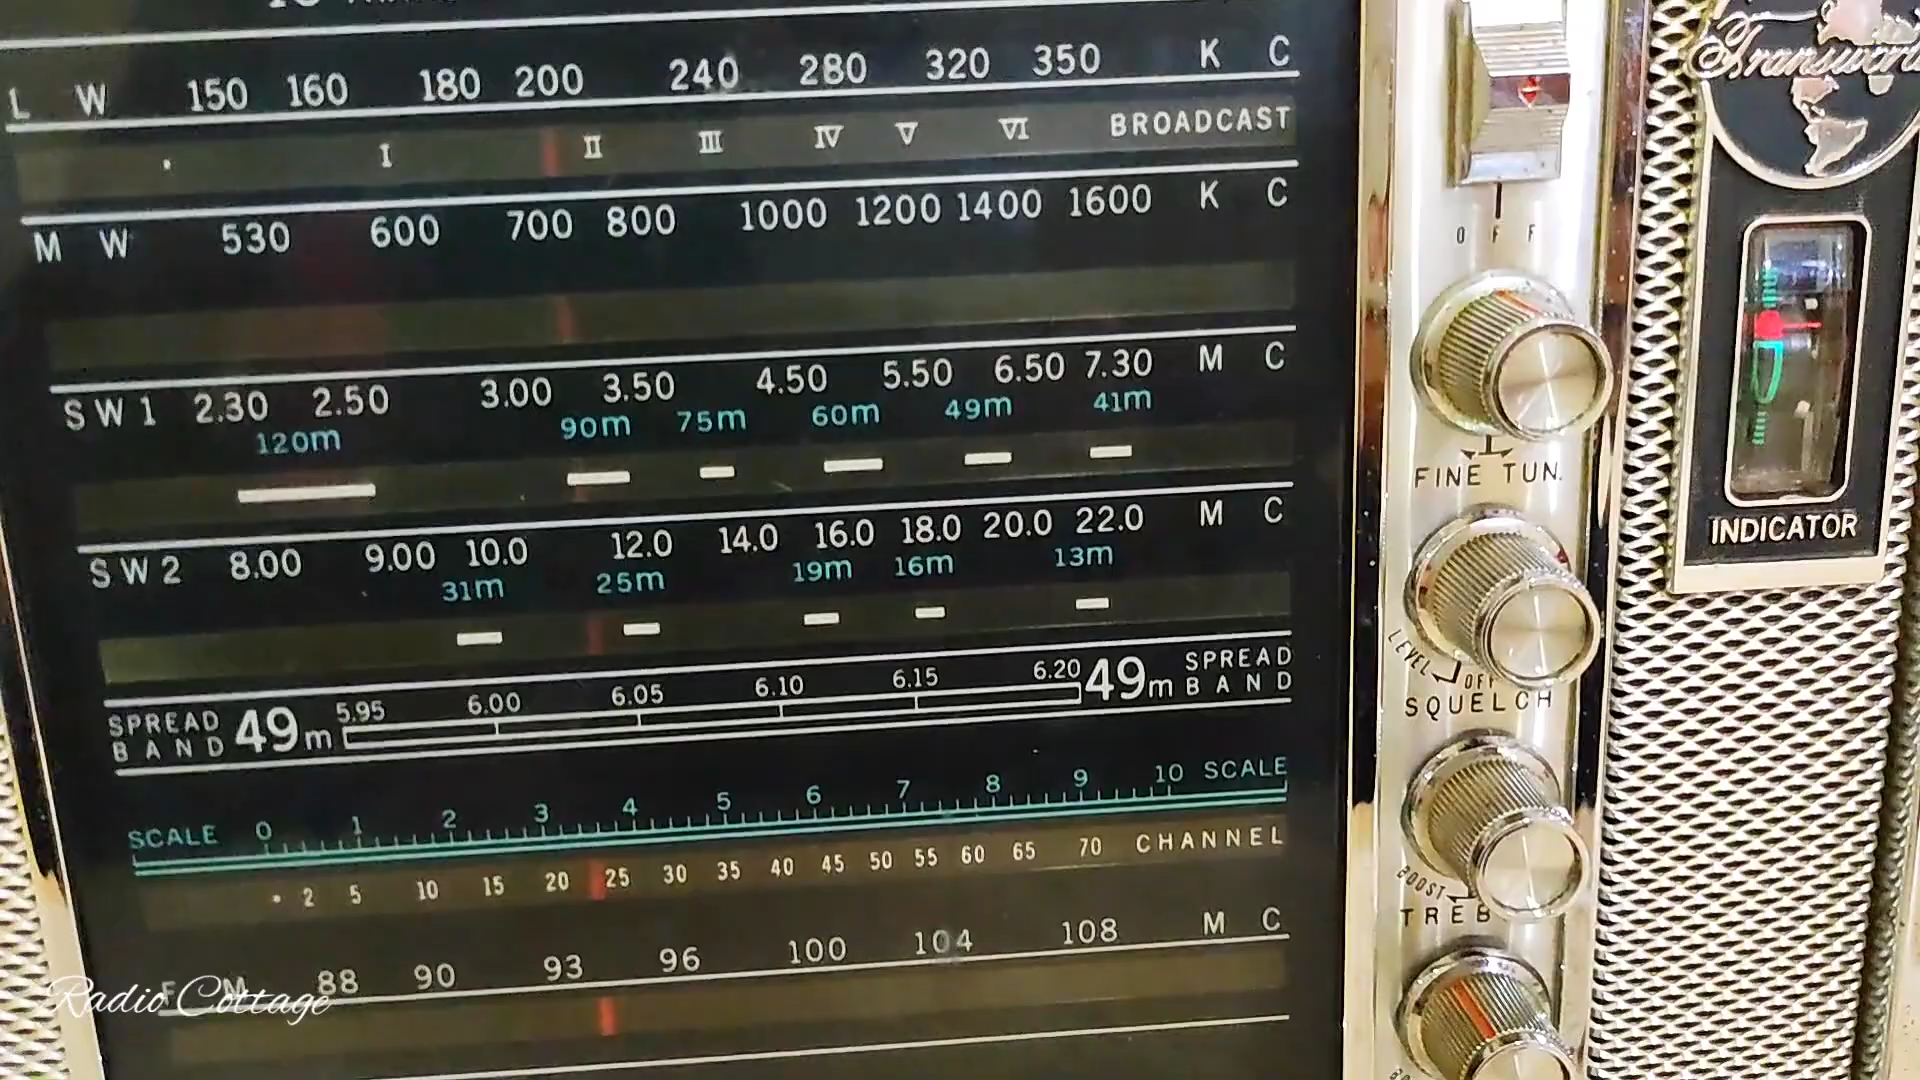 L W 150 160 180 200 240 280 320 350 K C
I II III IV V VI BROADCAST
M W 530 600 700 800 1000 1200 1400 1600 K C
SW1 2.30 2.50 3.00 3.50 4.50 5.50 6.50 7.30 M C
120m 90m 75m 60m 49m 41m
SW2 8.00 9.00 10.0 12.0 14.0 16.0 18.0 20.0 22.0 M C
31m 25m 19m 16m 13m
SPREAD BAND 49m 5.95 6.00 6.05 6.10 6.15 6.20 49m SPREAD BAND
SCALE 0 1 2 3 4 5 6 7 8 9 10 SCALE
2 5 10 15 20 25 30 35 40 45 50 55 60 65 70 CHANNEL
F M 88 90 93 96 100 104 108 M C
Radio Cottage
OFF
FINE TUN.
LEVEL OFF
SQUELCH
BOOST
TREB
INDICATOR